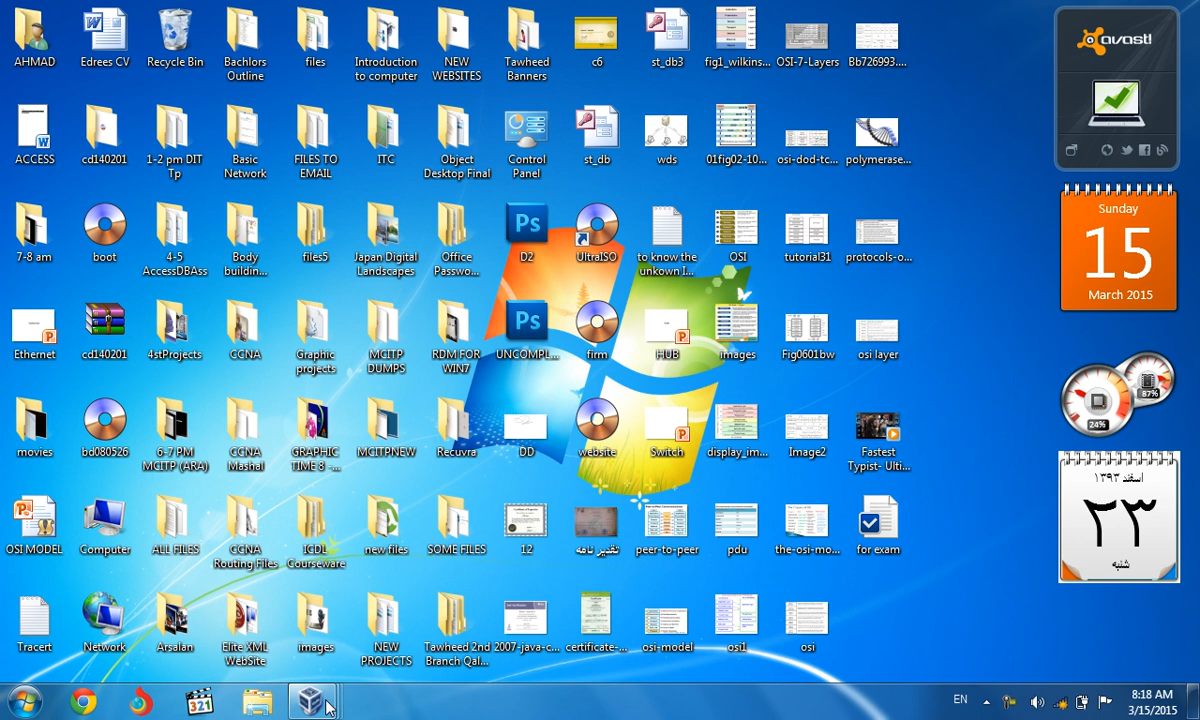 AHMAD
Edrees CV
Recycle Bin
Bachlors
Outline
files
Introduction
to computer
NEW
WEBSITES
Tawheed
Banners
c6
st_db3
fig1_wilkins...
OSI-7-Layers
Bb726993....
ACCESS
cd140201
1-2 pm DIT
Tp
Basic
Network
FILES TO
EMAIL
ITC
Object
Desktop Final
Control
Panel
st_db
wds
01fig02-10...
osi-dod-tc...
polymerase...
7-8 am
boot
4-5
AccessDBAss
Body
buildin...
files5
Japan Digital
Landscapes
Office
Passwo...
Ps
D2
UltraISO
to know the
unkown I...
OSI
tutorial31
protocols-o...
Ethernet
cd140201
4stProjects
CCNA
Graphic
projects
MCITP
DUMPS
RDM FOR
WIN7
Ps
UNCOMPL...
firm
HUB
images
Fig0601bw
osi layer
movies
bd080526
6-7 PM
MCITP (ARA)
CCNA
Mashal
GRAPHIC
TIME 8 -...
MCITPNEW
Recuvra
DD
website
Switch
display_im...
Image2
Fastest
Typist- Ulti...
OSI MODEL
Computer
ALL FILES
CCNA
Routing Files
ICDL
Courseware
new files
SOME FILES
12
تقدیر نامه
peer-to-peer
pdu
the-osi-mo...
for exam
Tracert
Network
Arsalan
Elite XML
WebSite
images
NEW
PROJECTS
Tawheed 2nd
Branch Qal...
2007-java-c...
certificate-...
osi-model
osi1
osi
avast!
Sunday
15
March 2015
87%
24%
اسفند ۱۳۹۳
۲۳
شنبه
321
EN
8:18 AM
3/15/2015